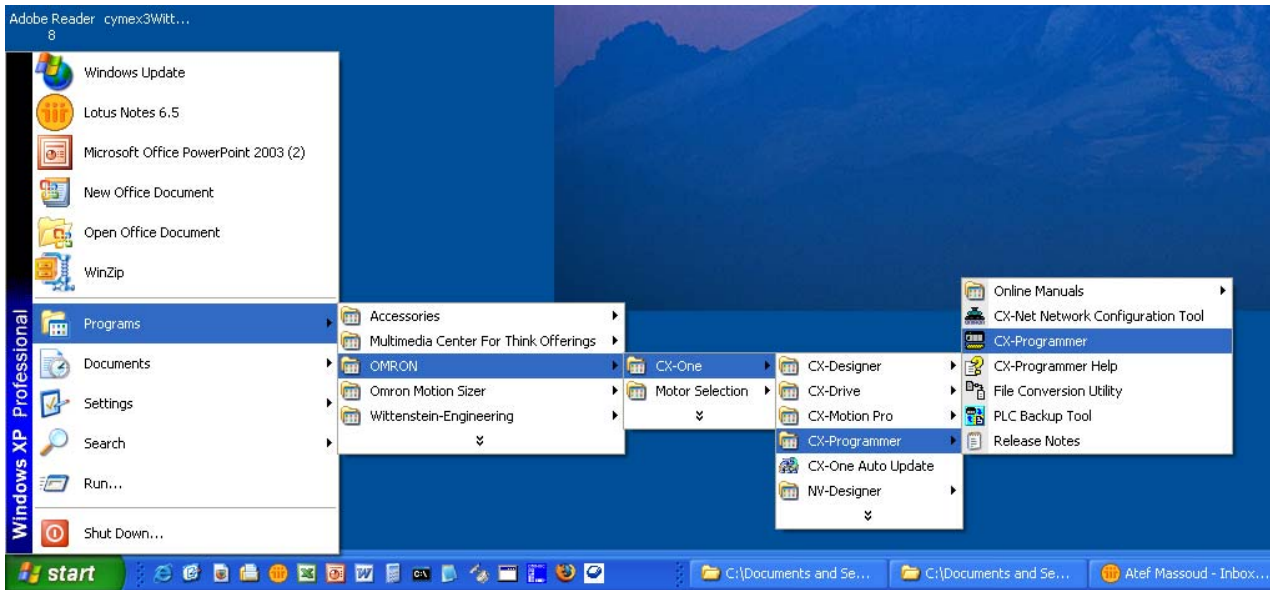 Adobe Reader cymex3Witt...
8
Windows Update
Lotus Notes 6.5
Microsoft Office PowerPoint 2003 (2)
New Office Document
Open Office Document
WinZip
Programs
Documents
Settings
Search
Run...
Shut Down...
Windows XP Professional
Accessories
Multimedia Center For Think Offerings
OMRON
Omron Motion Sizer
Wittenstein-Engineering
CX-One
Motor Selection
CX-Designer
CX-Drive
CX-Motion Pro
CX-Programmer
CX-One Auto Update
NV-Designer
Online Manuals
CX-Net Network Configuration Tool
CX-Programmer
CX-Programmer Help
File Conversion Utility
PLC Backup Tool
Release Notes
start
C:\Documents and Se...
C:\Documents and Se...
Atef Massoud - Inbox...